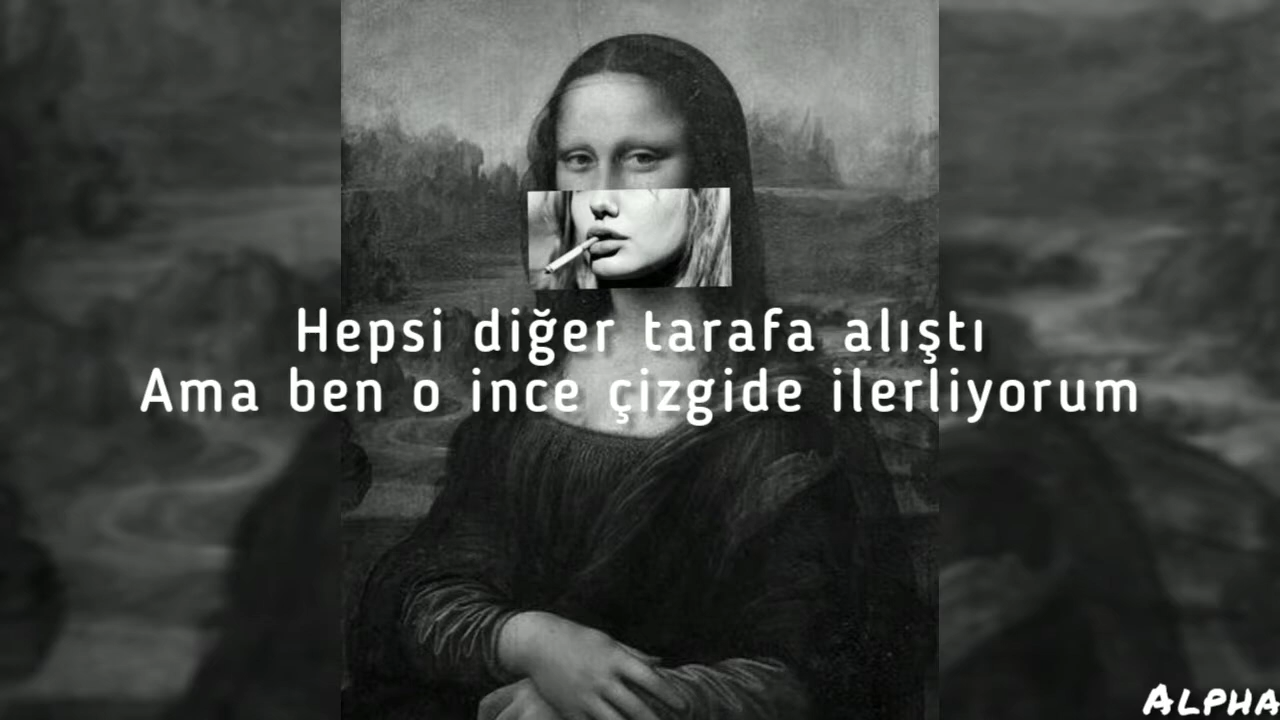 Hepsi diğer tarafa alıştı
Ama ben o ince çizgide ilerliyorum
ALPHA